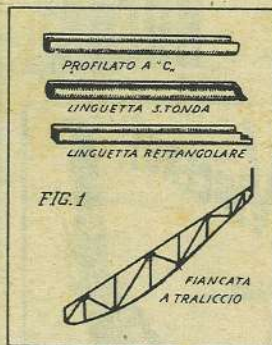 PROFILATO A "C"
LINGUETTA S.TONDA
LINGUETTA RETTANGOLARE
FIG.1
FIANCATA
A TRALICCIO